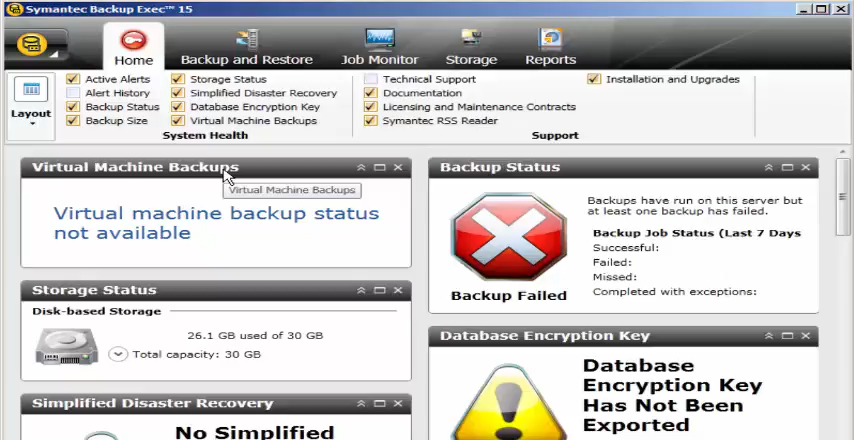 Symantec Backup Exec™ 15
Home
Backup and Restore
Job Monitor
Storage
Reports
Layout
Active Alerts
Alert History
Backup Status
Backup Size
Storage Status
Simplified Disaster Recovery
Database Encryption Key
Virtual Machine Backups
System Health
Technical Support
Documentation
Licensing and Maintenance Contracts
Symantec RSS Reader
Installation and Upgrades
Support
Virtual Machine Backups
Virtual Machine Backups
Virtual machine backup status
not available
Storage Status
Disk-based Storage
26.1 GB used of 30 GB
Total capacity: 30 GB
Simplified Disaster Recovery
No Simplified
Backup Status
Backups have run on this server but
at least one backup has failed.
Backup Job Status (Last 7 Days
Successful:
Failed:
Missed:
Completed with exceptions:
Backup Failed
Database Encryption Key
Database
Encryption Key
Has Not Been
Exported